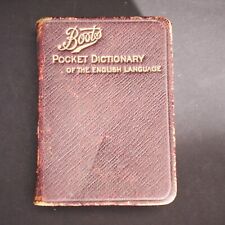 Boots
POCKET DICTIONARY
OF THE ENGLISH LANGUAGE